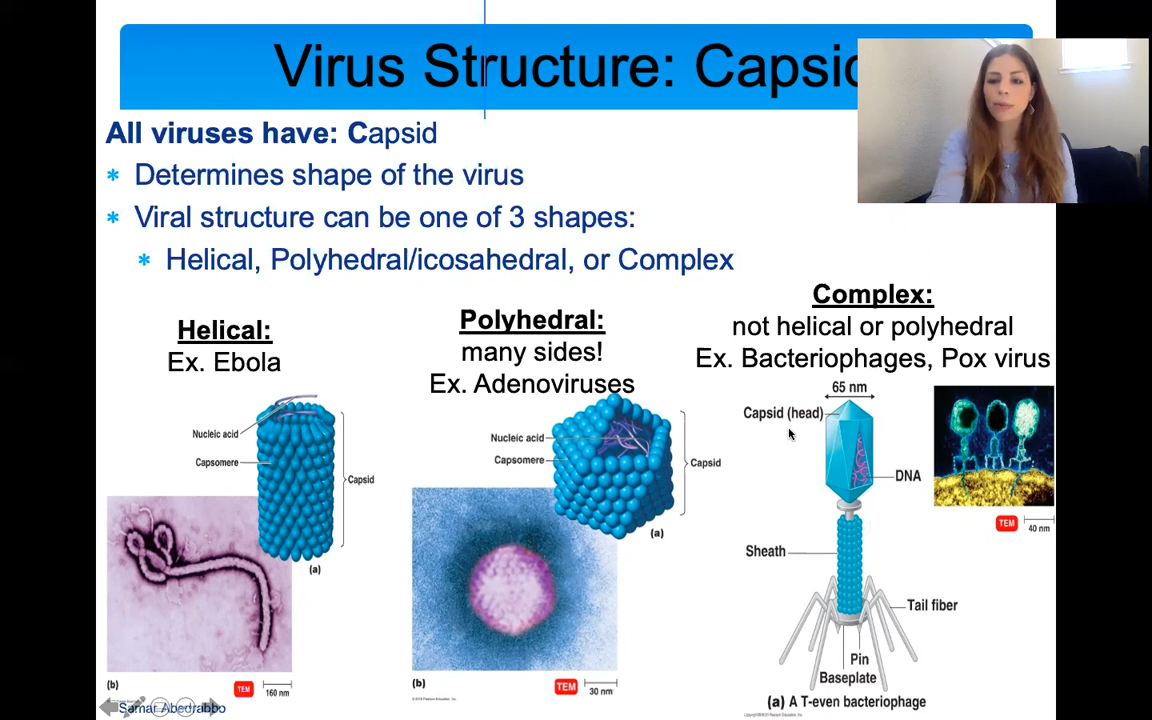 Virus Structure: Capsid
All viruses have: Capsid
* Determines shape of the virus
* Viral structure can be one of 3 shapes:
* Helical, Polyhedral/icosahedral, or Complex
Helical:
Ex. Ebola
Nucleic acid
Capsomere
Capsid
(a)
(b)
TEM
160 nm
Polyhedral:
many sides!
Ex. Adenoviruses
Nucleic acid
Capsomere
Capsid
(a)
(b)
TEM
30 nm
Complex:
not helical or polyhedral
Ex. Bacteriophages, Pox virus
65 nm
Capsid (head)
DNA
Sheath
Tail fiber
Pin
Baseplate
(a) A T-even bacteriophage
TEM
40 nm
Samar Abedrabbo